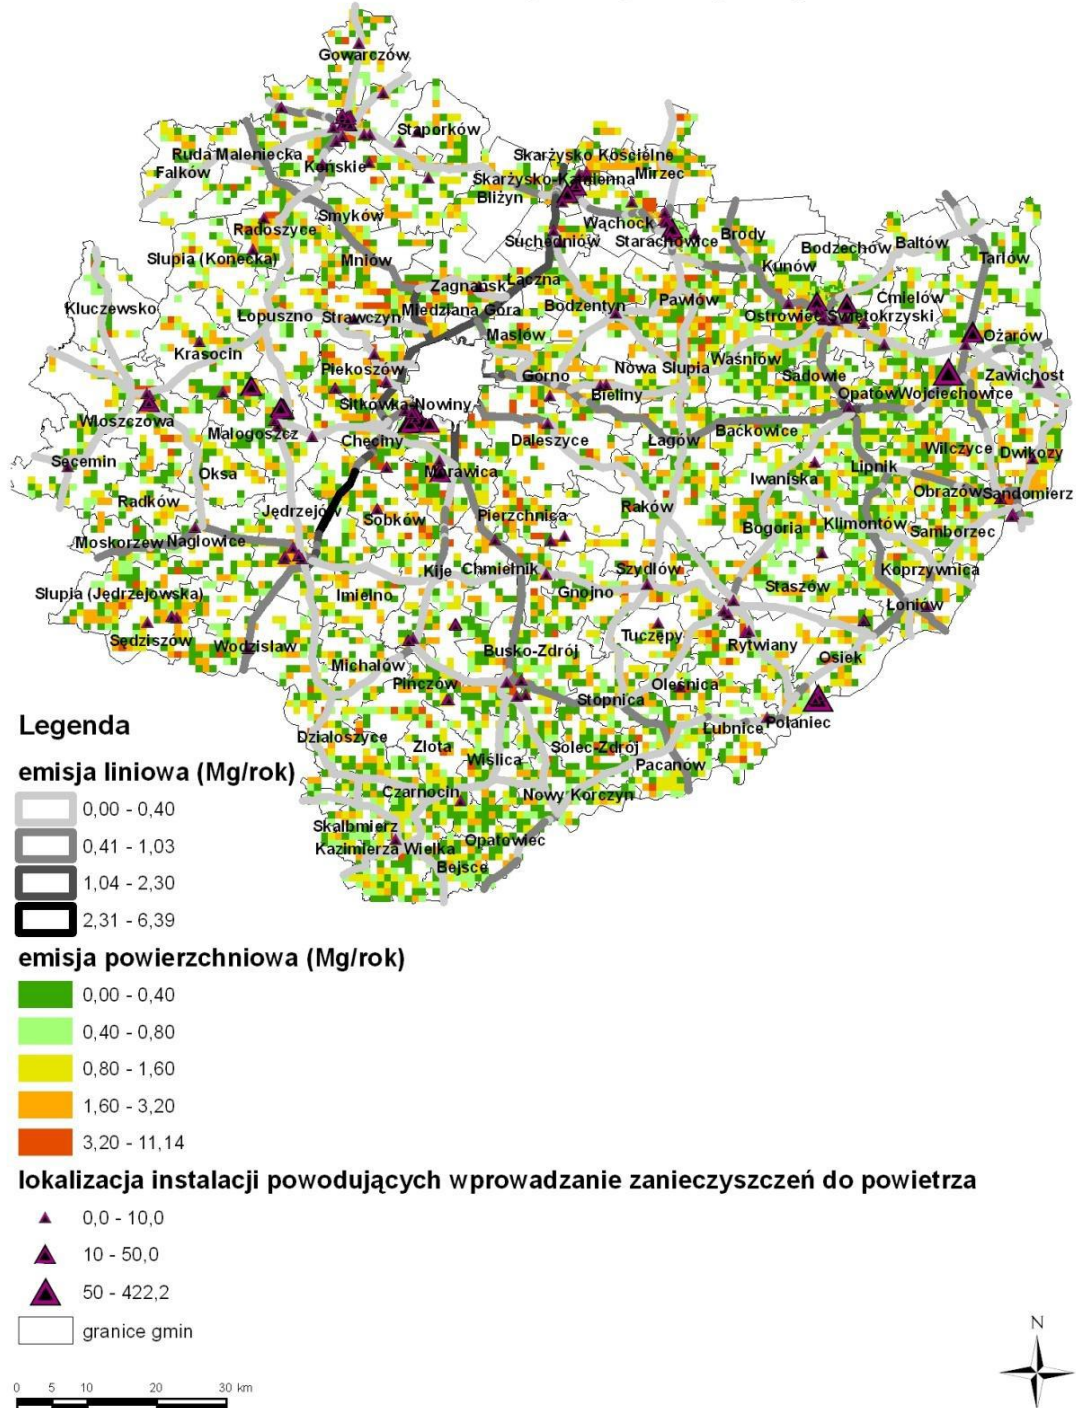 Gowarczów
Stąporków
Ruda Maleniecka
Końskie
Fałków
Skarżysko Kościelne
Skarżysko-Kamienna
Mirzec
Bliżyn
Smyków
Radoszyce
Wąchock
Suchedniów
Starachowice
Brody
Bodzechów
Bałtów
Tarłów
Słupia (Konecka)
Mniów
Kunów
Łączna
Zagnańsk
Kluczewsko
Łopuszno
Strawczyn
Miedziana Góra
Bodzentyn
Pawłów
Ćmielów
Ostrowiec Świętokrzyski
Masłów
Ożarów
Krasocin
Piekoszów
Górno
Nowa Słupia
Waśniów
Sadowie
Zawichost
Bieliny
Opatów
Wojciechowice
Sitkówka-Nowiny
Włoszczowa
Małogoszcz
Chęciny
Daleszyce
Łagów
Baćkowice
Wilczyce
Dwikozy
Secemin
Oksa
Morawica
Iwaniska
Lipnik
Radków
Obrazów
Sandomierz
Jędrzejów
Sobków
Pierzchnica
Raków
Bogoria
Klimontów
Samborzec
Moskorzew
Nagłowice
Kije
Chmielnik
Szydłów
Koprzywnica
Słupia (Jędrzejowska)
Imielno
Gnojno
Staszów
Łoniów
Sędziszów
Wodzisław
Tuczępy
Rytwiany
Michałów
Busko-Zdrój
Osiek
Pińczów
Oleśnica
Stopnica
Łubnice
Połaniec
Działoszyce
Złota
Wiślica
Solec-Zdrój
Pacanów
Czarnocin
Nowy Korczyn
Skalbmierz
Kazimierza Wielka
Opatowiec
Bejsce
Legenda
emisja liniowa (Mg/rok)
0,00 - 0,40
0,41 - 1,03
1,04 - 2,30
2,31 - 6,39
emisja powierzchniowa (Mg/rok)
0,00 - 0,40
0,40 - 0,80
0,80 - 1,60
1,60 - 3,20
3,20 - 11,14
lokalizacja instalacji powodujących wprowadzanie zanieczyszczeń do powietrza
0,0 - 10,0
10 - 50,0
50 - 422,2
granice gmin
N
0 5 10 20 30 km